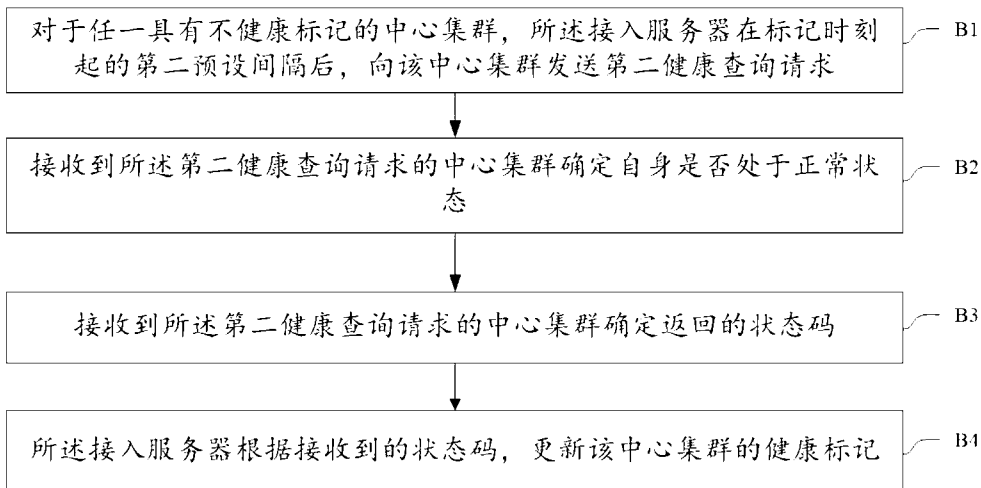 对于任一具有不健康标记的中心集群，所述接入服务器在标记时刻
起的第二预设间隔后，向该中心集群发送第二健康查询请求
B1
接收到所述第二健康查询请求的中心集群确定自身是否处于正常状
态
B2
接收到所述第二健康查询请求的中心集群确定返回的状态码
B3
所述接入服务器根据接收到的状态码，更新该中心集群的健康标记
B4